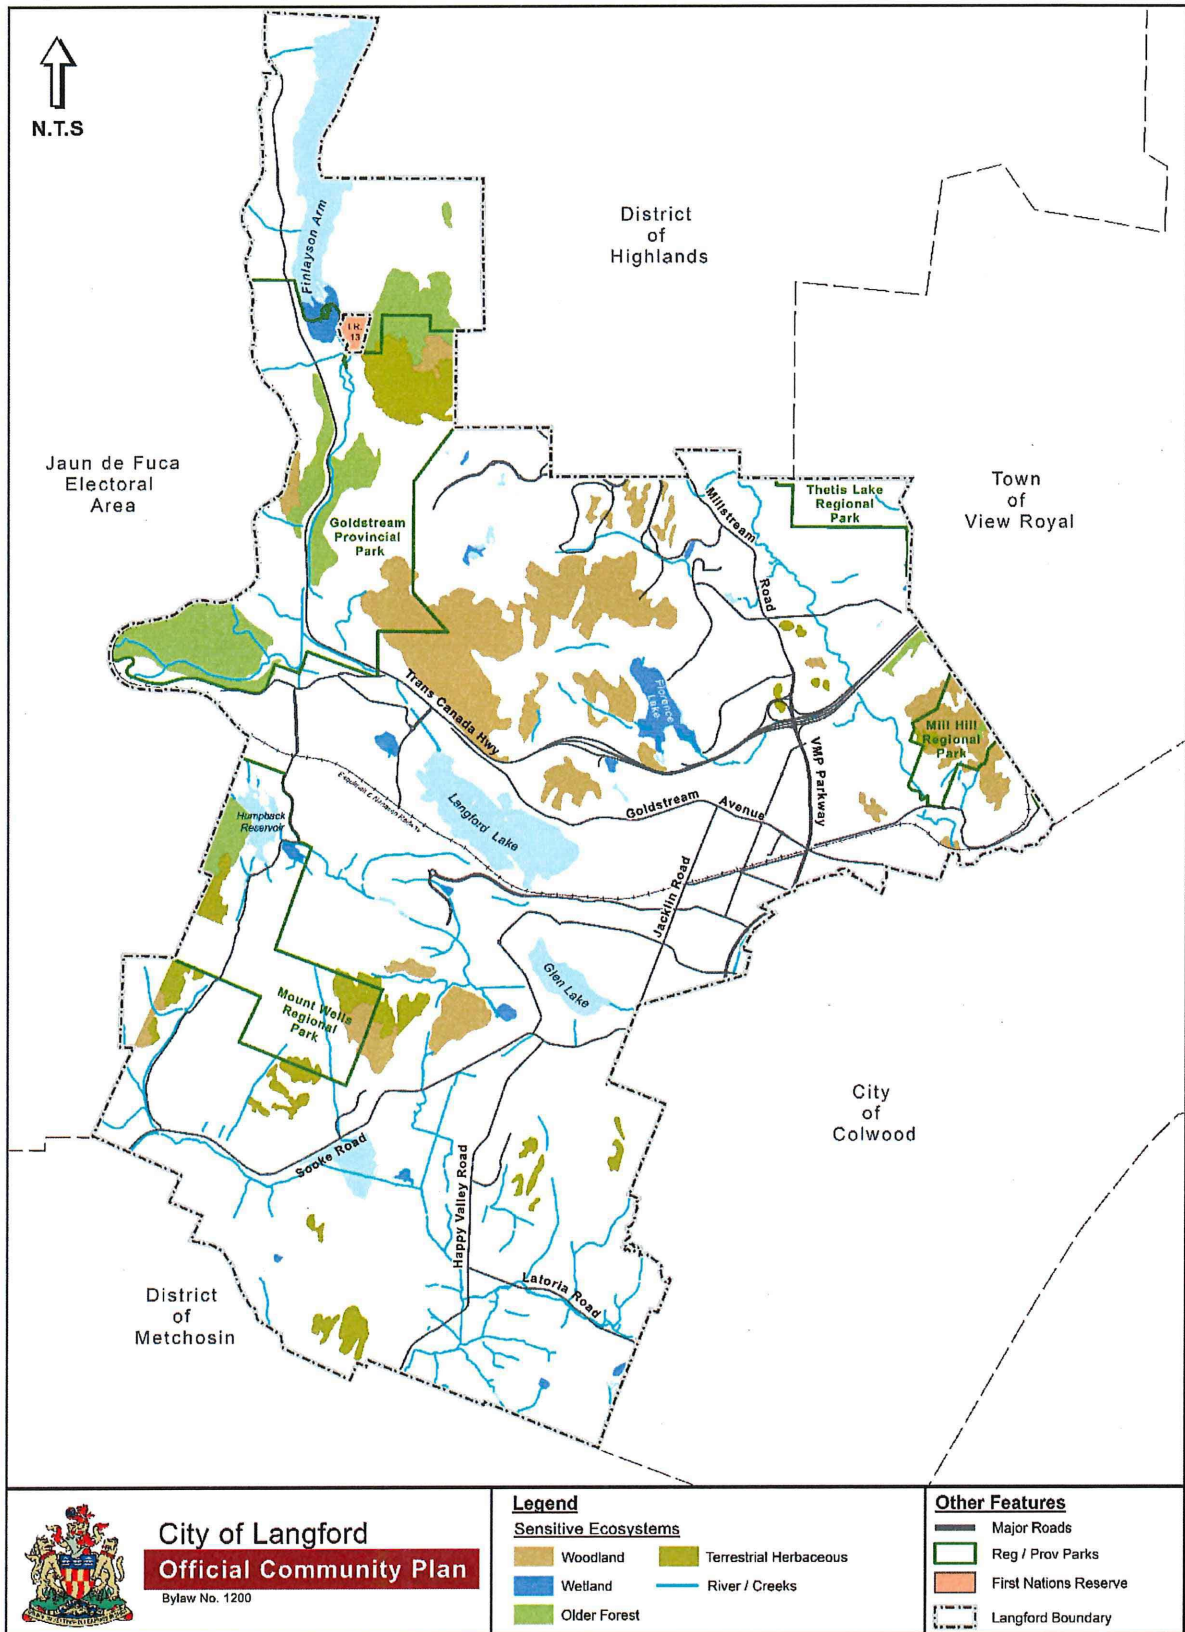 N.T.S
Finlayson Arm
District
of
Highlands
I.R.
13
Jaun de Fuca
Electoral
Area
Goldstream
Provincial
Park
Millstream
Road
Thetis Lake
Regional
Park
Town
of
View Royal
Trans Canada Hwy
Florence
Lake
Mill Hill
Regional
Park
VMP Parkway
Esquimalt & Nanaimo Railway
Langford Lake
Goldstream Avenue
Humpback
Reservoir
Jacklin Road
Glen Lake
Mount Wells
Regional
Park
City
of
Colwood
Sooke Road
Happy Valley Road
Latoria Road
District
of
Metchosin
City of Langford
Official Community Plan
Bylaw No. 1200
Legend
Sensitive Ecosystems
Woodland
Terrestrial Herbaceous
Wetland
River / Creeks
Older Forest
Other Features
Major Roads
Reg / Prov Parks
First Nations Reserve
Langford Boundary